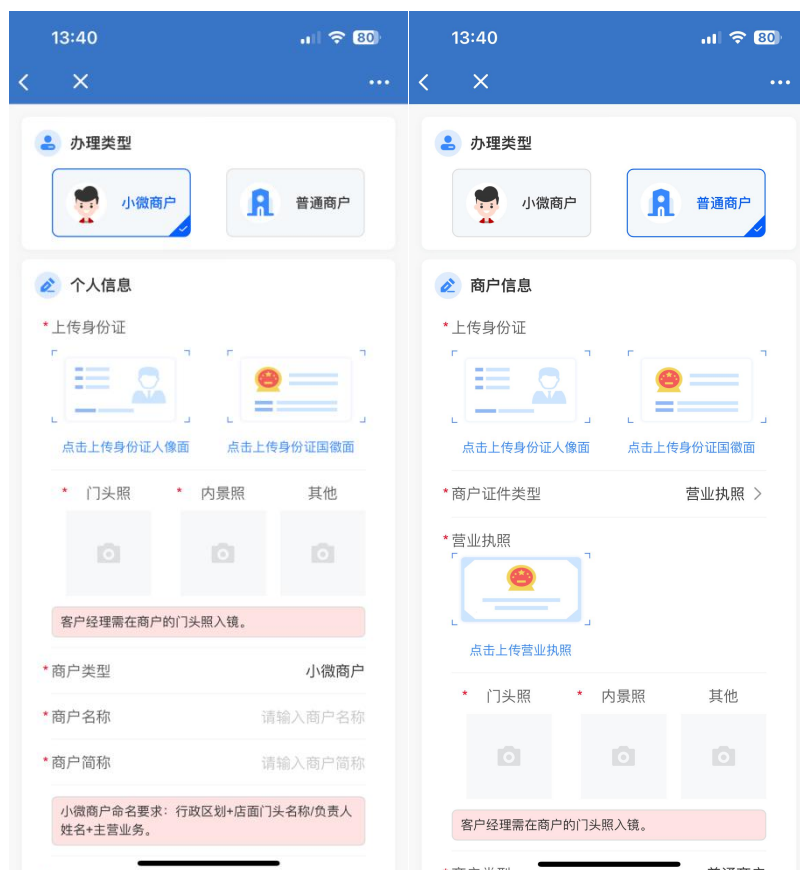 13:40
80
办理类型
小微商户
普通商户
个人信息
*上传身份证
点击上传身份证人像面
点击上传身份证国徽面
* 门头照
* 内景照
其他
客户经理需在商户的门头照入镜。
*商户类型
小微商户
*商户名称
请输入商户名称
*商户简称
请输入商户简称
小微商户命名要求：行政区划+店面门头名称/负责人
姓名+主营业务。
13:40
80
办理类型
小微商户
普通商户
商户信息
*上传身份证
点击上传身份证人像面
点击上传身份证国徽面
*商户证件类型
营业执照
*营业执照
点击上传营业执照
* 门头照
* 内景照
其他
客户经理需在商户的门头照入镜。
*商户类型
普通商户